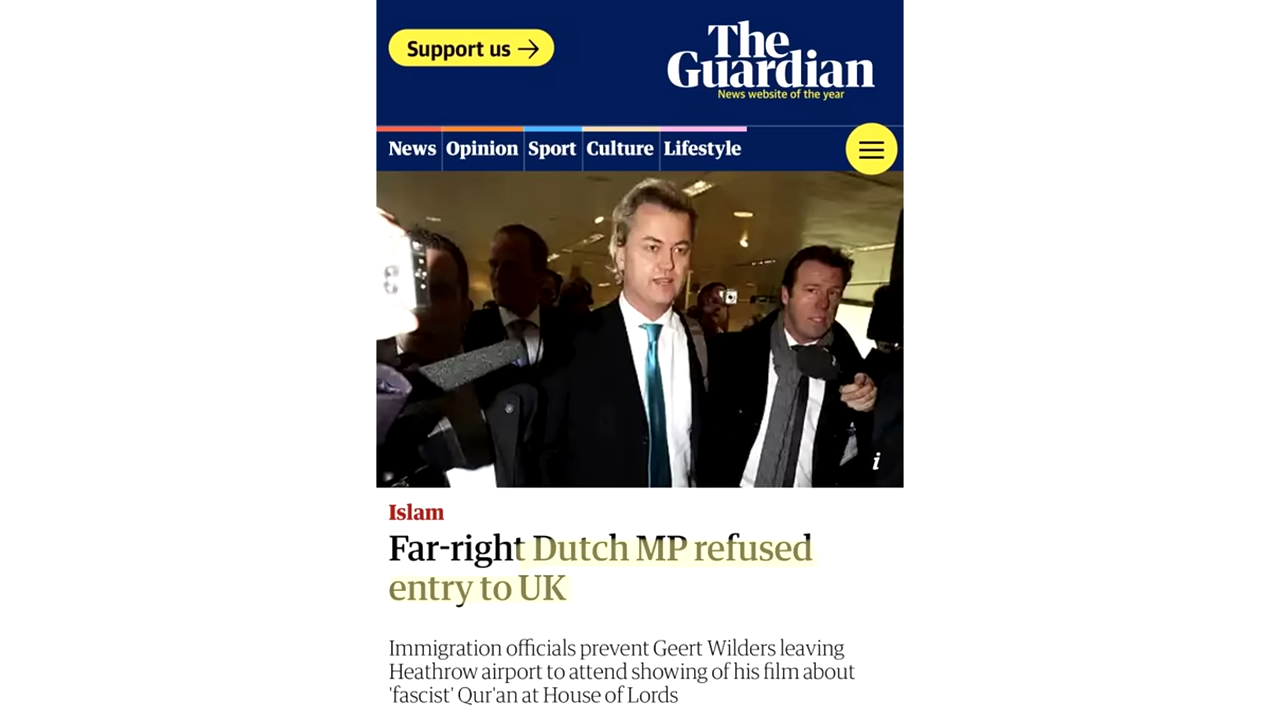 Support us →
The
Guardian
News website of the year
News Opinion Sport Culture Lifestyle
i
Islam
Far-right Dutch MP refused
entry to UK
Immigration officials prevent Geert Wilders leaving
Heathrow airport to attend showing of his film about
'fascist' Qur'an at House of Lords